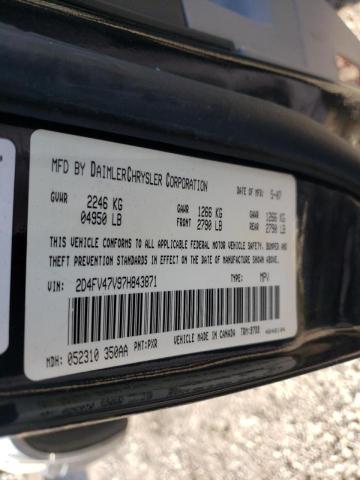 MFD BY DAIMLERCHRYSLER CORPORATION DATE OF MFD: 5-07
GVWR 2246 KG GAWR 1266 KG GAWR 1266 KG
04950 LB FRONT 2790 LB REAR 2790 LB
THIS VEHICLE CONFORMS TO ALL APPLICABLE FEDERAL MOTOR VEHICLE SAFETY, BUMPER AND
THEFT PREVENTION STANDARDS IN EFFECT ON THE DATE OF MFR SHOWN ABOVE.
VIN: 2D4FV47V97H843871 TYPE: MPV
MDH: 052310 350AA PNT: PXR VEHICLE MADE IN CANADA